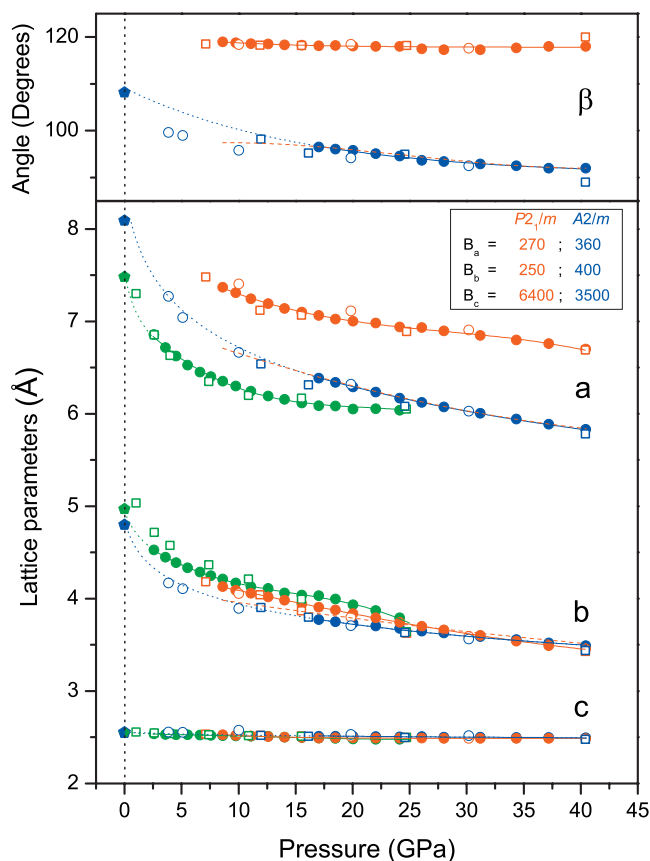 120
100
Angle (Degrees)
β
8
7
6
5
4
3
2
Lattice parameters (Å)
P2₁/m A2/m
Bₐ = 270 ; 360
B_b = 250 ; 400
B_c = 6400 ; 3500
a
b
c
0 5 10 15 20 25 30 35 40 45
Pressure (GPa)